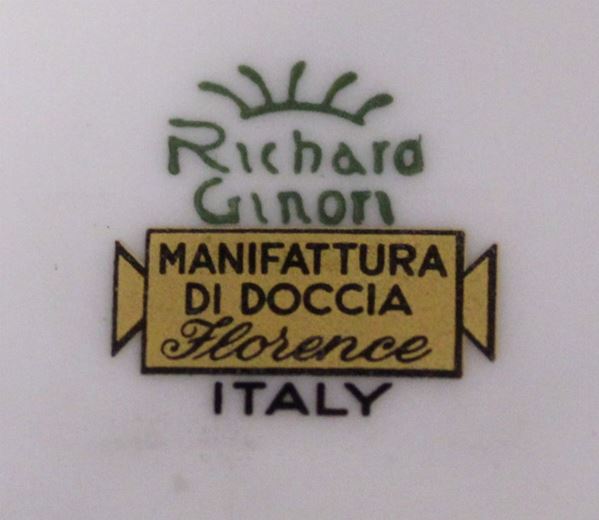 Richard
Ginori
MANIFATTURA
DI DOCCIA
Florence
ITALY